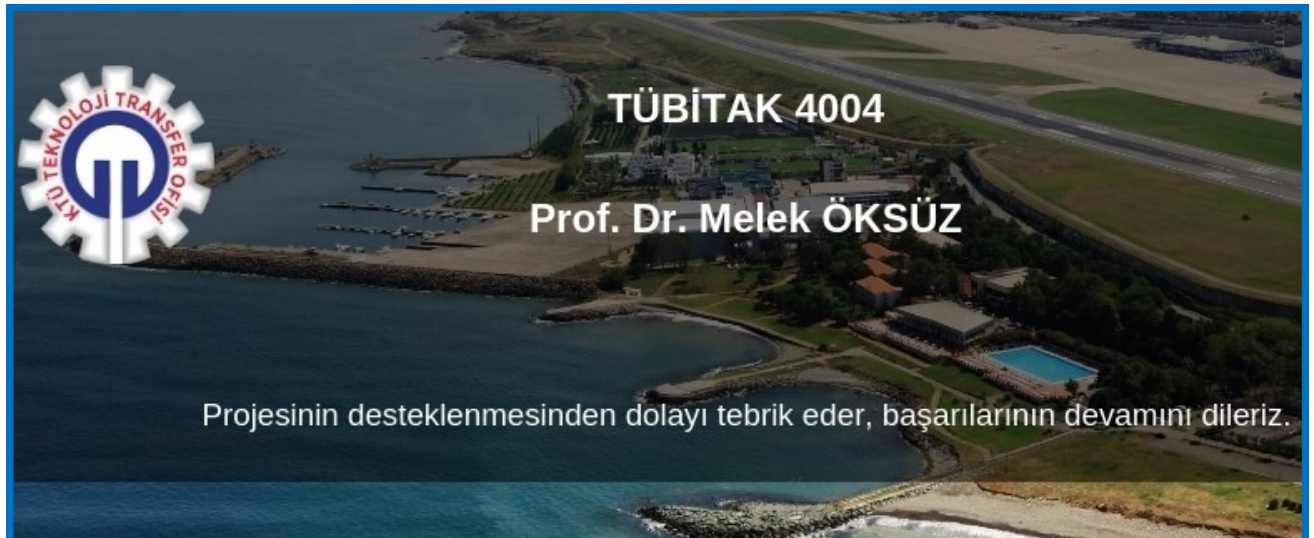 KTÜ TEKNOLOJİ TRANSFER OFİSİ
TÜBİTAK 4004
Prof. Dr. Melek ÖKSÜZ
Projesinin desteklenmesinden dolayı tebrik eder, başarılarının devamını dileriz.